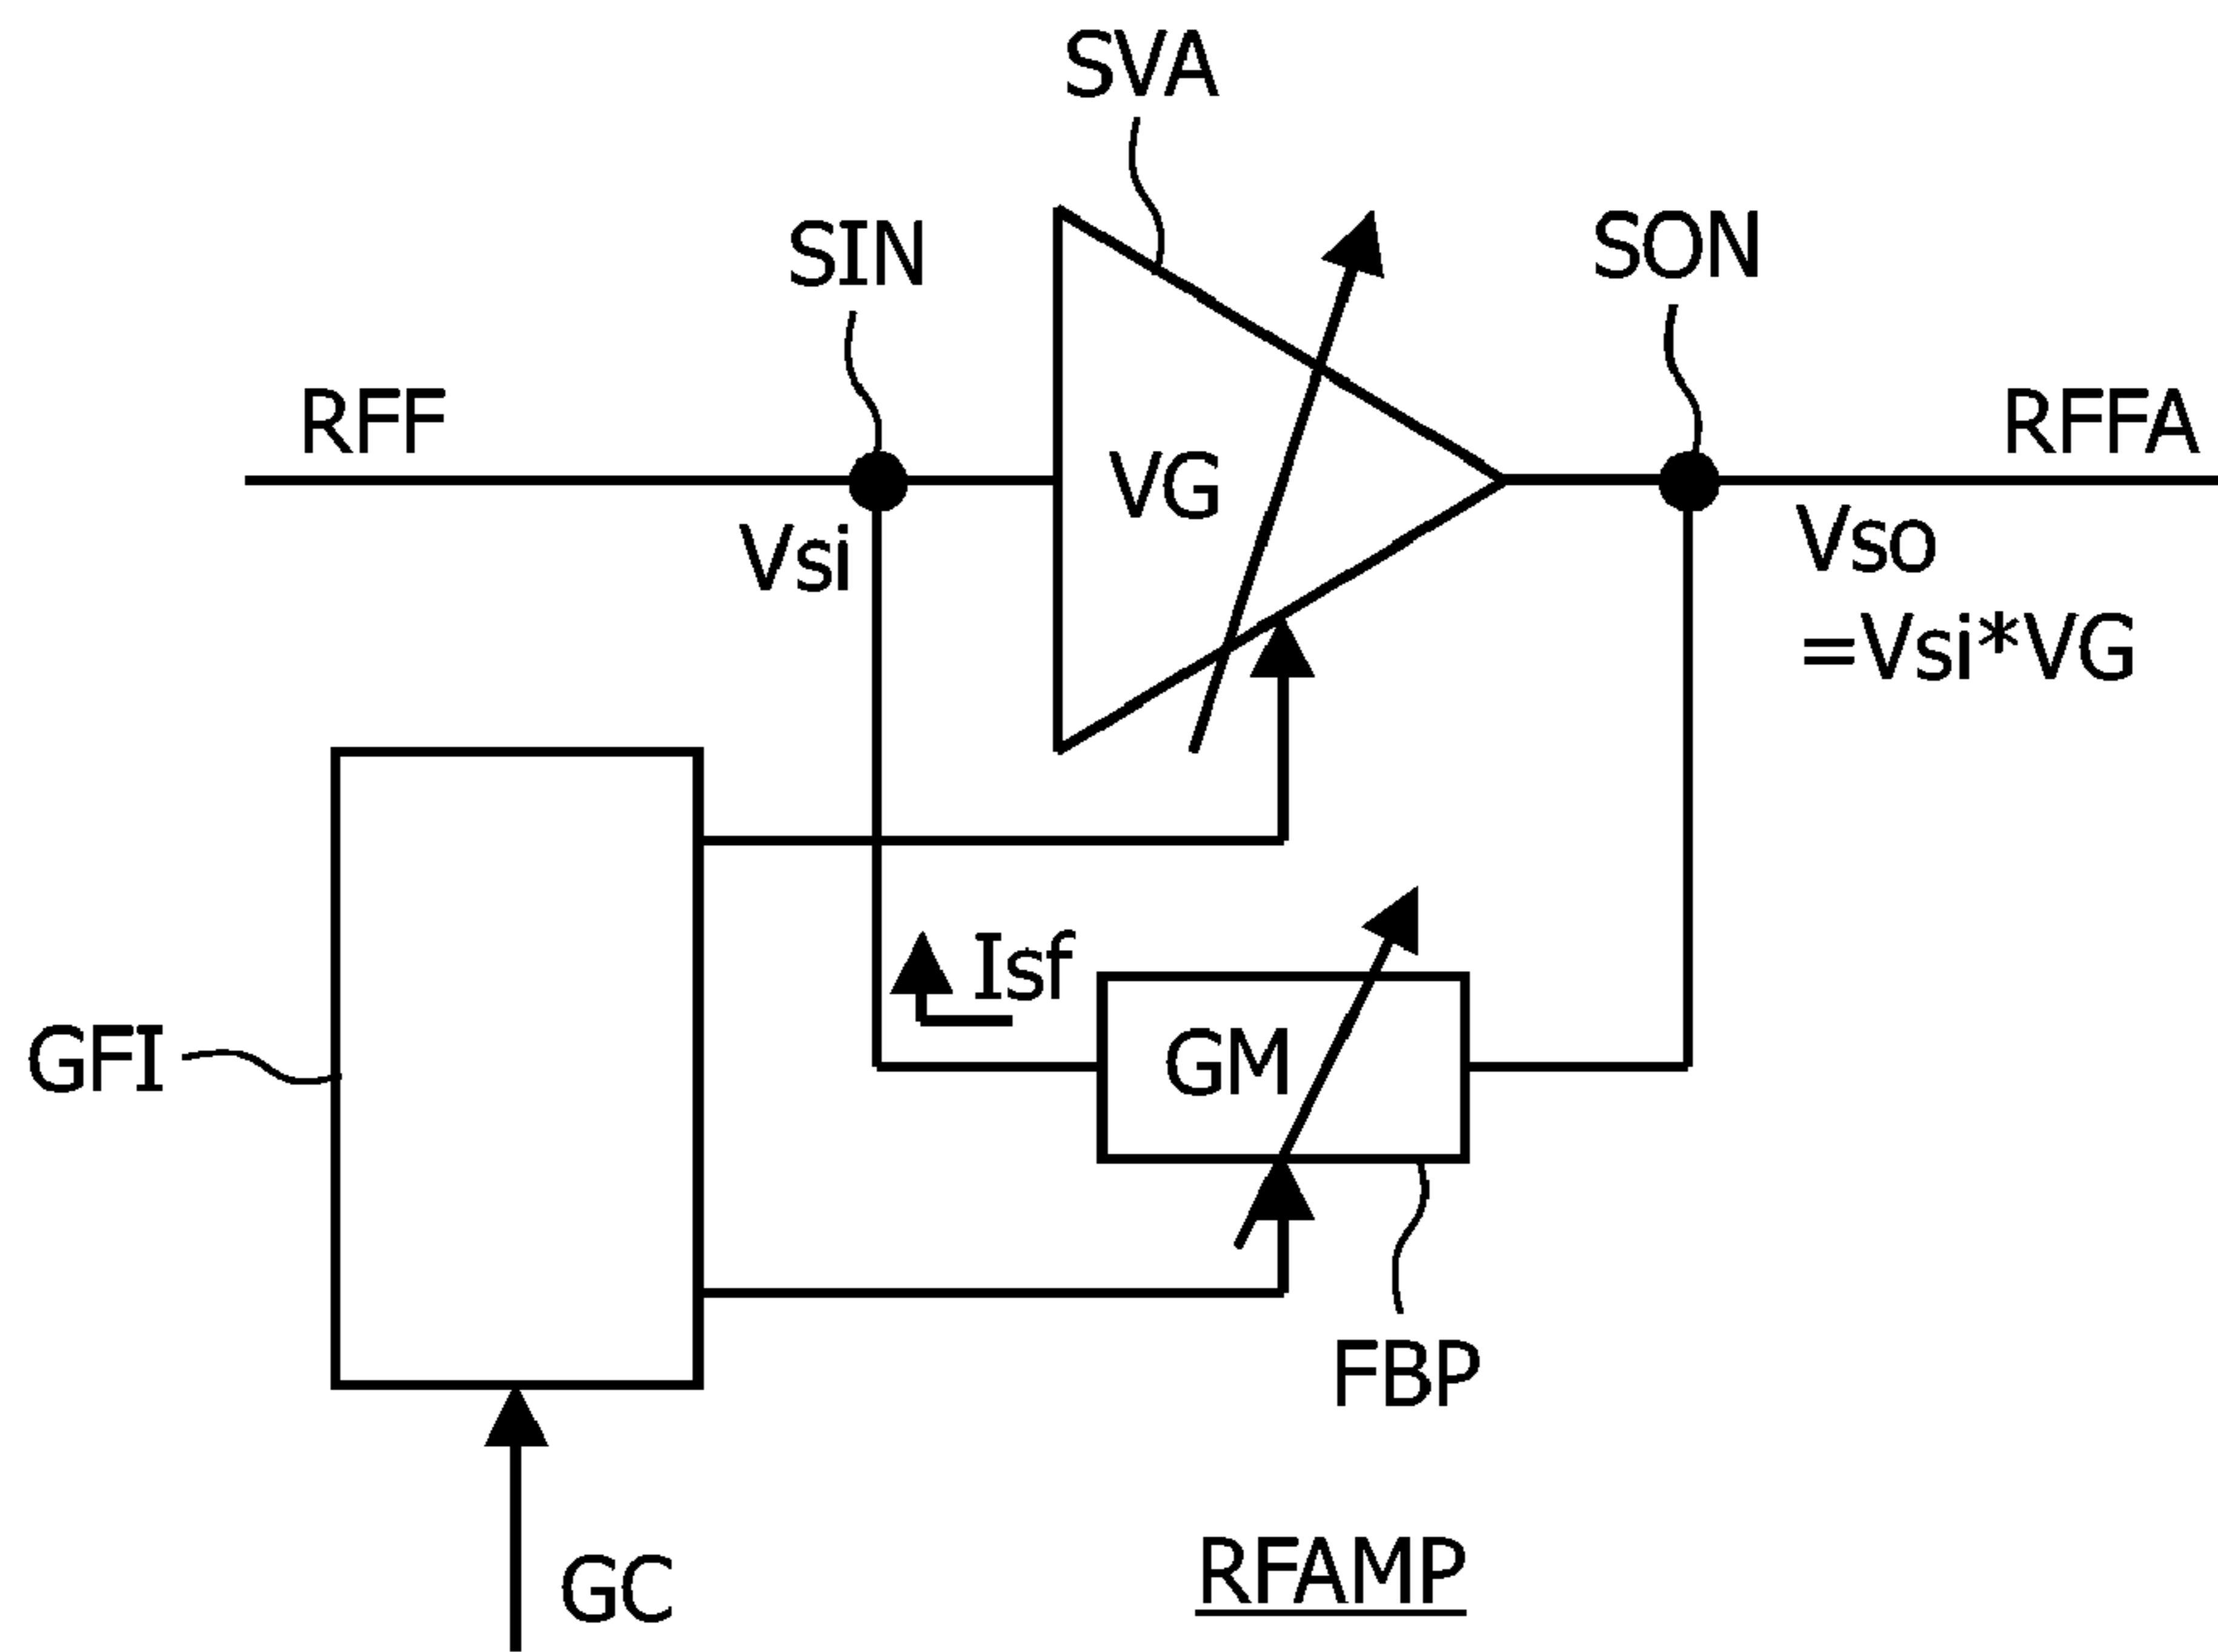 SVA
SIN
SON
RFF
RFFA
VG
Vsi
Vso
=Vsi*VG
Isf
GM
GFI
FBP
GC
RFAMP